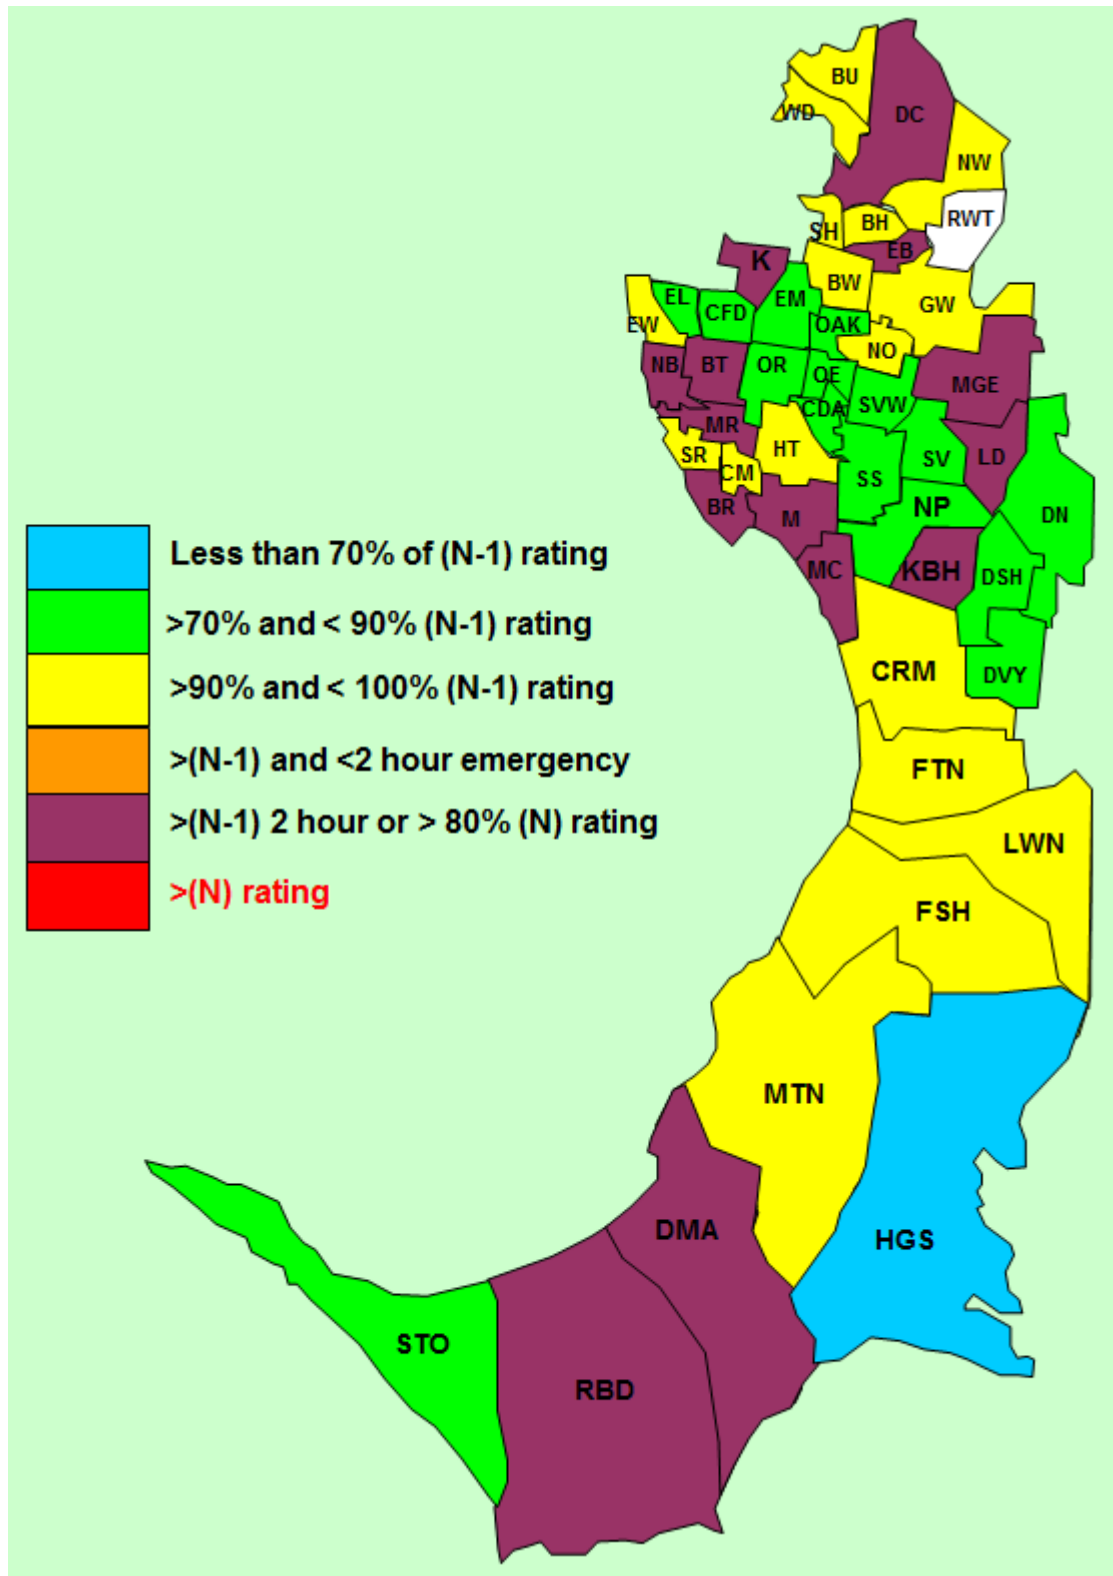 BU
WD
DC
NW
RWT
SH
BH
EB
K
BW
GW
EL
CFD
EM
EW
OAK
NO
NB
BT
OR
OE
MGE
CDA
SVW
MR
HT
SR
CM
SS
SV
LD
BR
M
NP
DN
MC
KBH
DSH
Less than 70% of (N-1) rating
>70% and < 90% (N-1) rating
>90% and < 100% (N-1) rating
>(N-1) and <2 hour emergency
>(N-1) 2 hour or > 80% (N) rating
>(N) rating
CRM
DVY
FTN
LWN
FSH
MTN
DMA
HGS
STO
RBD